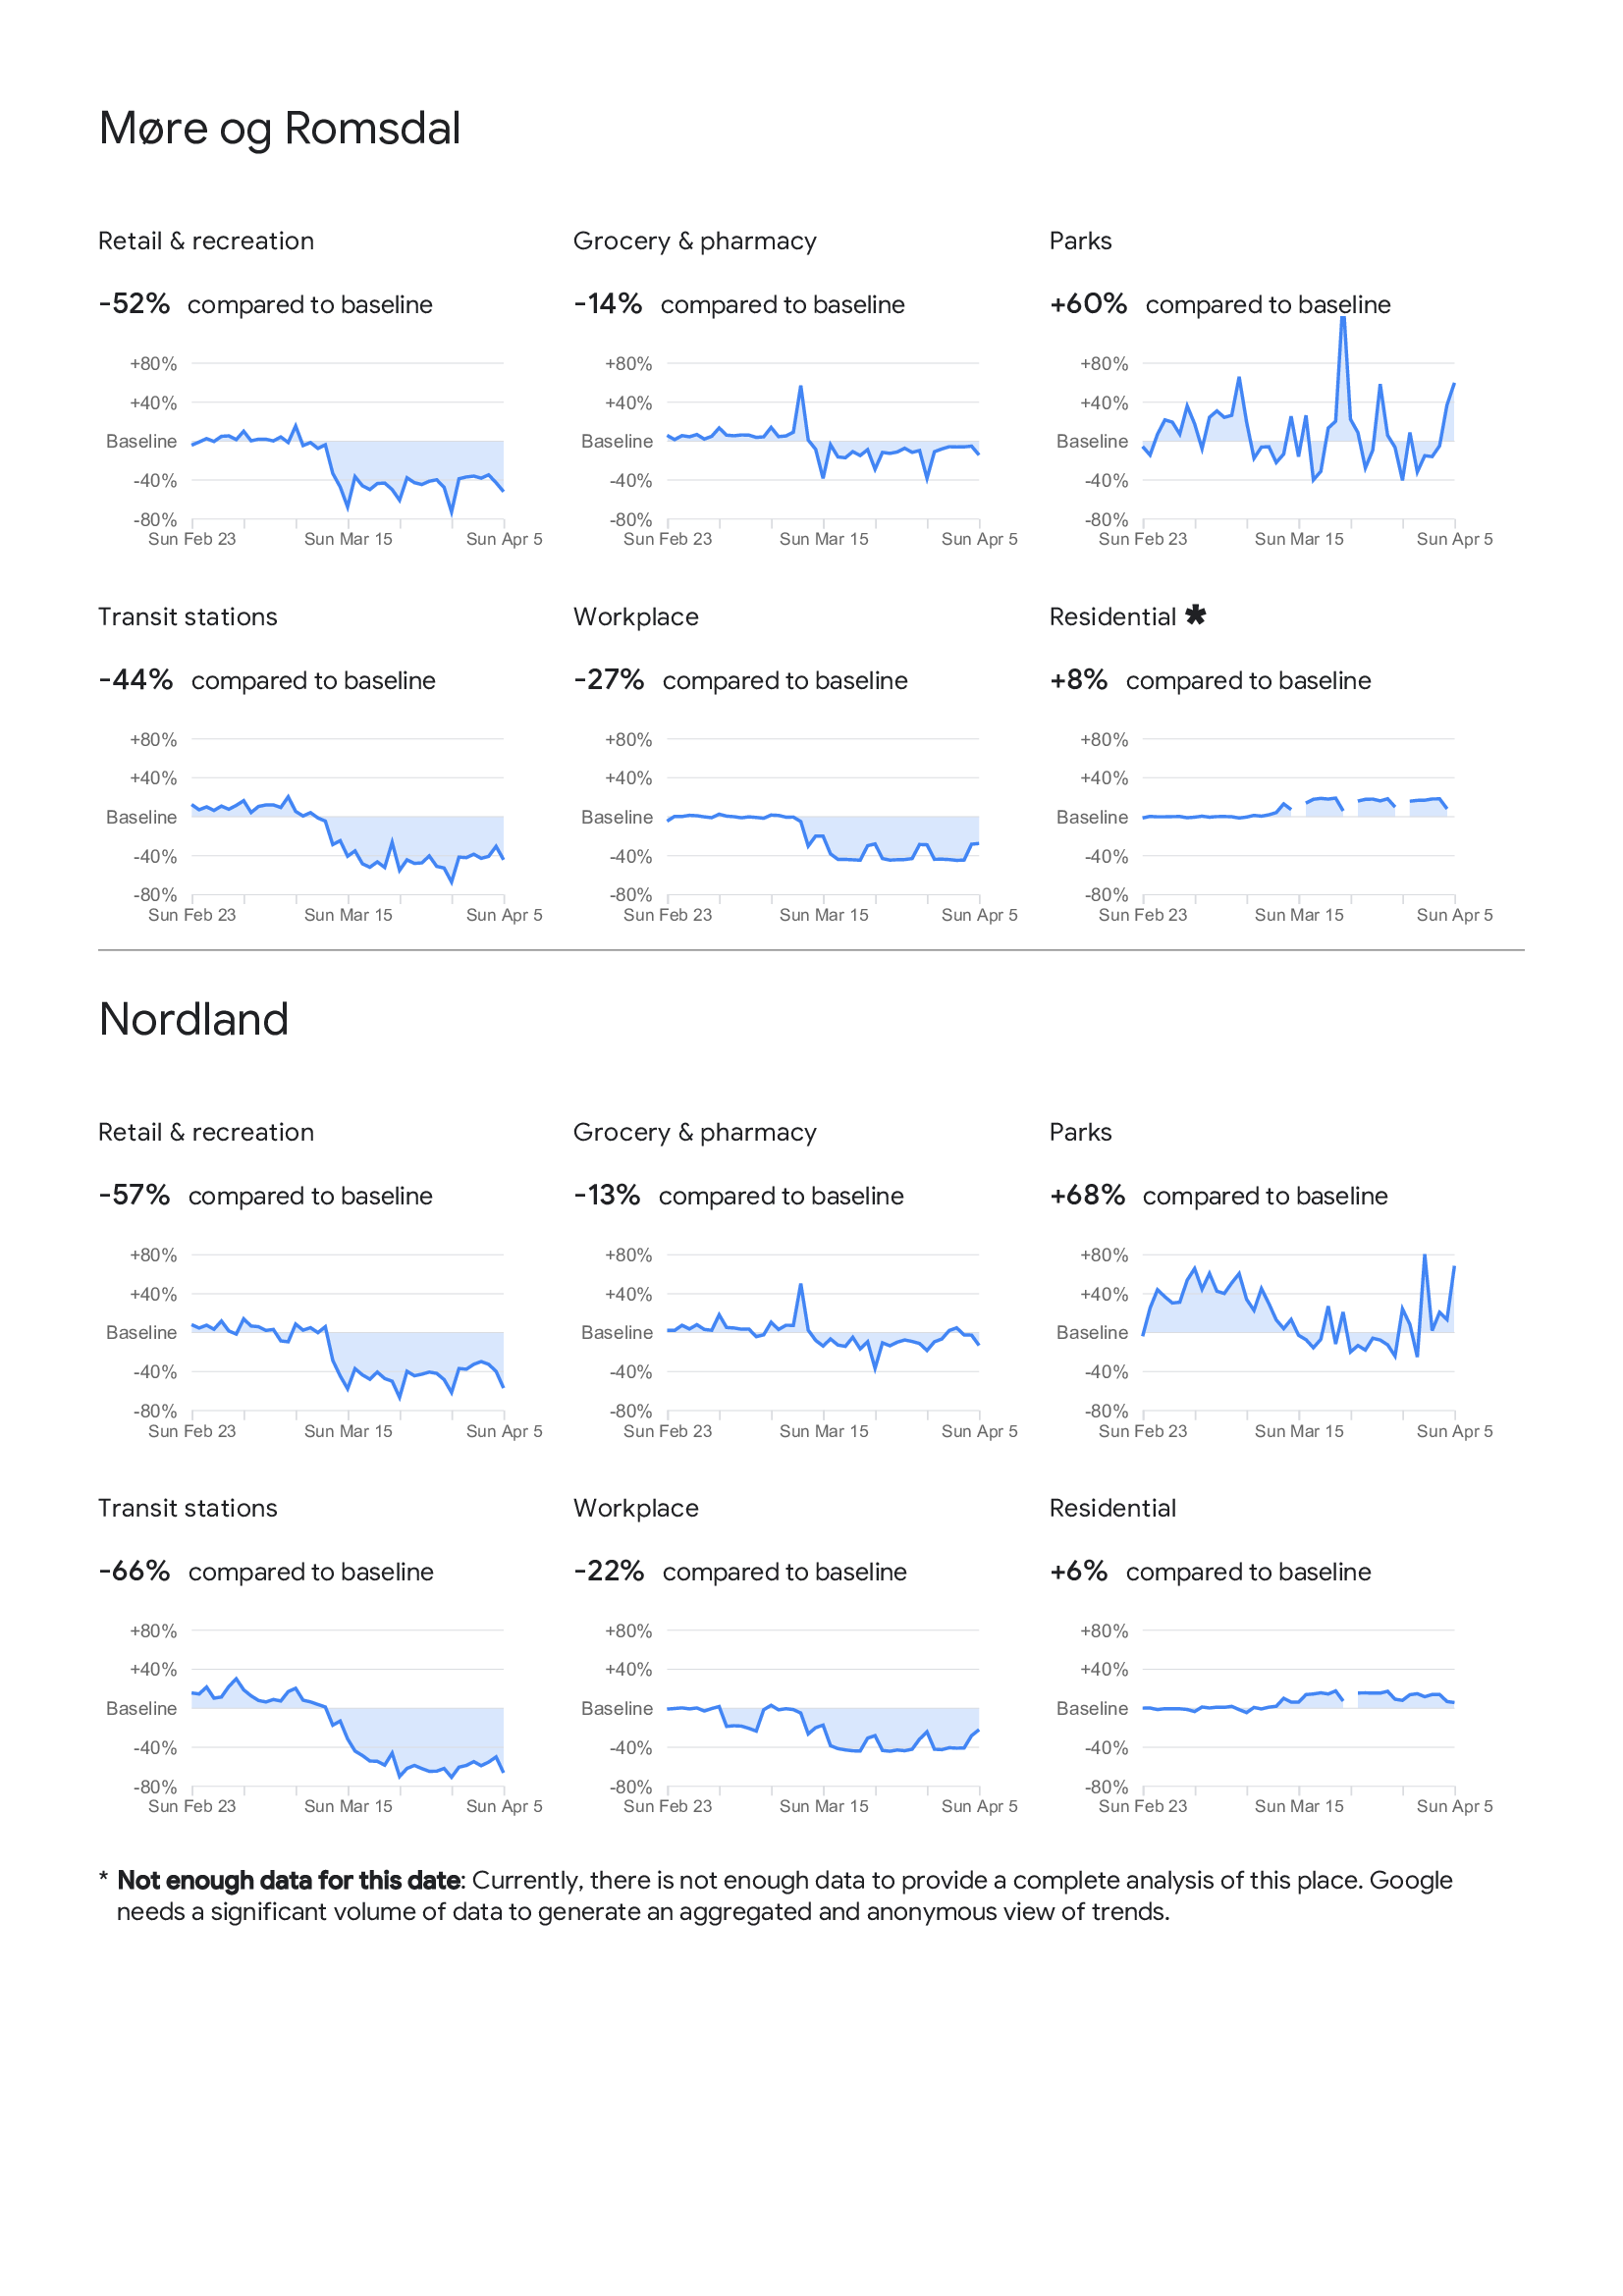 Møre og Romsdal
Retail & recreation
-52% compared to baseline
+80%
+40%
Baseline
-40%
-80%
Sun Feb 23
Sun Mar 15
Sun Apr 5
Grocery & pharmacy
-14% compared to baseline
+80%
+40%
Baseline
-40%
-80%
Sun Feb 23
Sun Mar 15
Sun Apr 5
Parks
+60% compared to baseline
+80%
+40%
Baseline
-40%
-80%
Sun Feb 23
Sun Mar 15
Sun Apr 5
Transit stations
-44% compared to baseline
+80%
+40%
Baseline
-40%
-80%
Sun Feb 23
Sun Mar 15
Sun Apr 5
Workplace
-27% compared to baseline
+80%
+40%
Baseline
-40%
-80%
Sun Feb 23
Sun Mar 15
Sun Apr 5
Residential *
+8% compared to baseline
+80%
+40%
Baseline
-40%
-80%
Sun Feb 23
Sun Mar 15
Sun Apr 5
Nordland
Retail & recreation
-57% compared to baseline
+80%
+40%
Baseline
-40%
-80%
Sun Feb 23
Sun Mar 15
Sun Apr 5
Grocery & pharmacy
-13% compared to baseline
+80%
+40%
Baseline
-40%
-80%
Sun Feb 23
Sun Mar 15
Sun Apr 5
Parks
+68% compared to baseline
+80%
+40%
Baseline
-40%
-80%
Sun Feb 23
Sun Mar 15
Sun Apr 5
Transit stations
-66% compared to baseline
+80%
+40%
Baseline
-40%
-80%
Sun Feb 23
Sun Mar 15
Sun Apr 5
Workplace
-22% compared to baseline
+80%
+40%
Baseline
-40%
-80%
Sun Feb 23
Sun Mar 15
Sun Apr 5
Residential
+6% compared to baseline
+80%
+40%
Baseline
-40%
-80%
Sun Feb 23
Sun Mar 15
Sun Apr 5
* Not enough data for this date: Currently, there is not enough data to provide a complete analysis of this place. Google
needs a significant volume of data to generate an aggregated and anonymous view of trends.